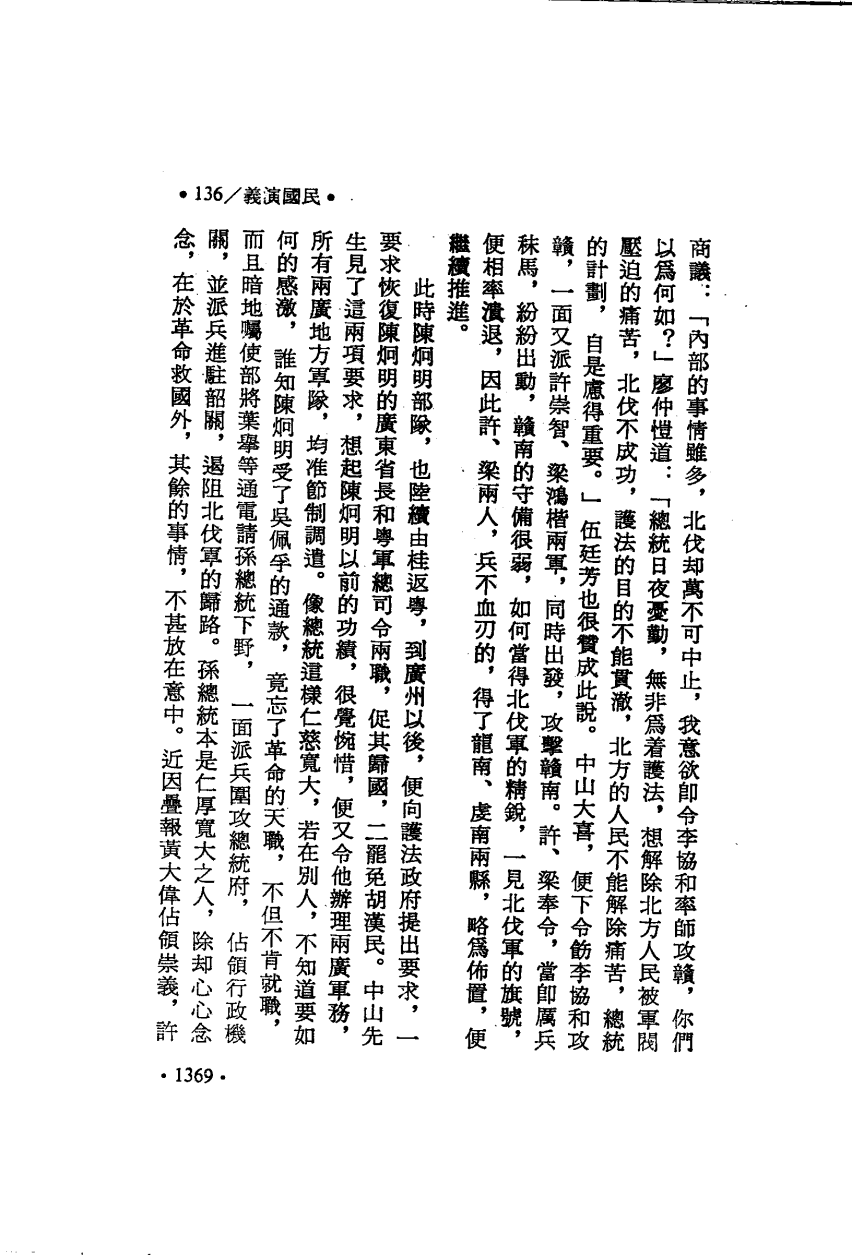 •136／義演國民•
商議：「內部的事情雖多，北伐却萬不可中止，我意欲卽令李協和率師攻贛，你們
以爲何如？」廖仲愷道：「總統日夜憂勤，無非爲着護法，想解除北方人民被軍閥
壓迫的痛苦，北伐不成功，護法的目的不能貫澈，北方的人民不能解除痛苦，總統
的計劃，自是慮得重要。」伍廷芳也很贊成此說。中山大喜，便下令飭李協和攻
贛，一面又派許崇智、梁鴻楷兩軍，同時出發，攻擊贛南。許、梁奉令，當卽厲兵
秣馬，紛紛出動，贛南的守備很弱，如何當得北伐軍的精銳，一見北伐軍的旗號，
便相率潰退，因此許、梁兩人，兵不血刃的，得了龍南、虔南兩縣，略爲佈置，便
繼續推進。
此時陳炯明部隊，也陸續由桂返粵，到廣州以後，便向護法政府提出要求，一
要求恢復陳炯明的廣東省長和粵軍總司令兩職，促其歸國，二罷免胡漢民。中山先
生見了這兩項要求，想起陳炯明以前的功績，很覺惋惜，便又令他辦理兩廣軍務，
所有兩廣地方軍隊，均准節制調遣。像總統這樣仁慈寬大，若在別人，不知道要如
何的感激，誰知陳炯明受了吳佩孚的通款，竟忘了革命的天職，不但不肯就職，
而且暗地囑使部將葉舉等通電請孫總統下野，一面派兵圍攻總統府，佔領行政機
關，並派兵進駐韶關，遏阻北伐軍的歸路。孫總統本是仁厚寬大之人，除却心心念
念，在於革命救國外，其餘的事情，不甚放在意中。近因疊報黃大偉佔領崇義，許
•1369•